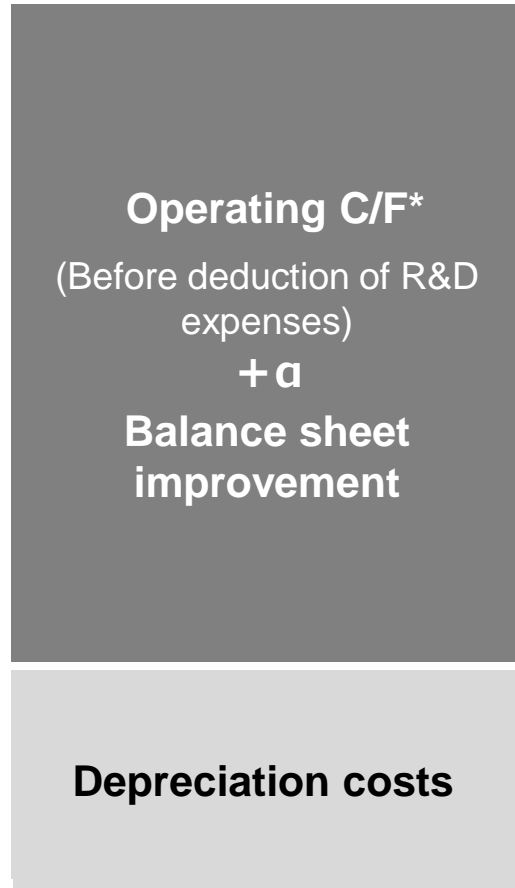 Operating C/F*
(Before deduction of R&D
expenses)
+α
Balance sheet
improvement
Depreciation costs